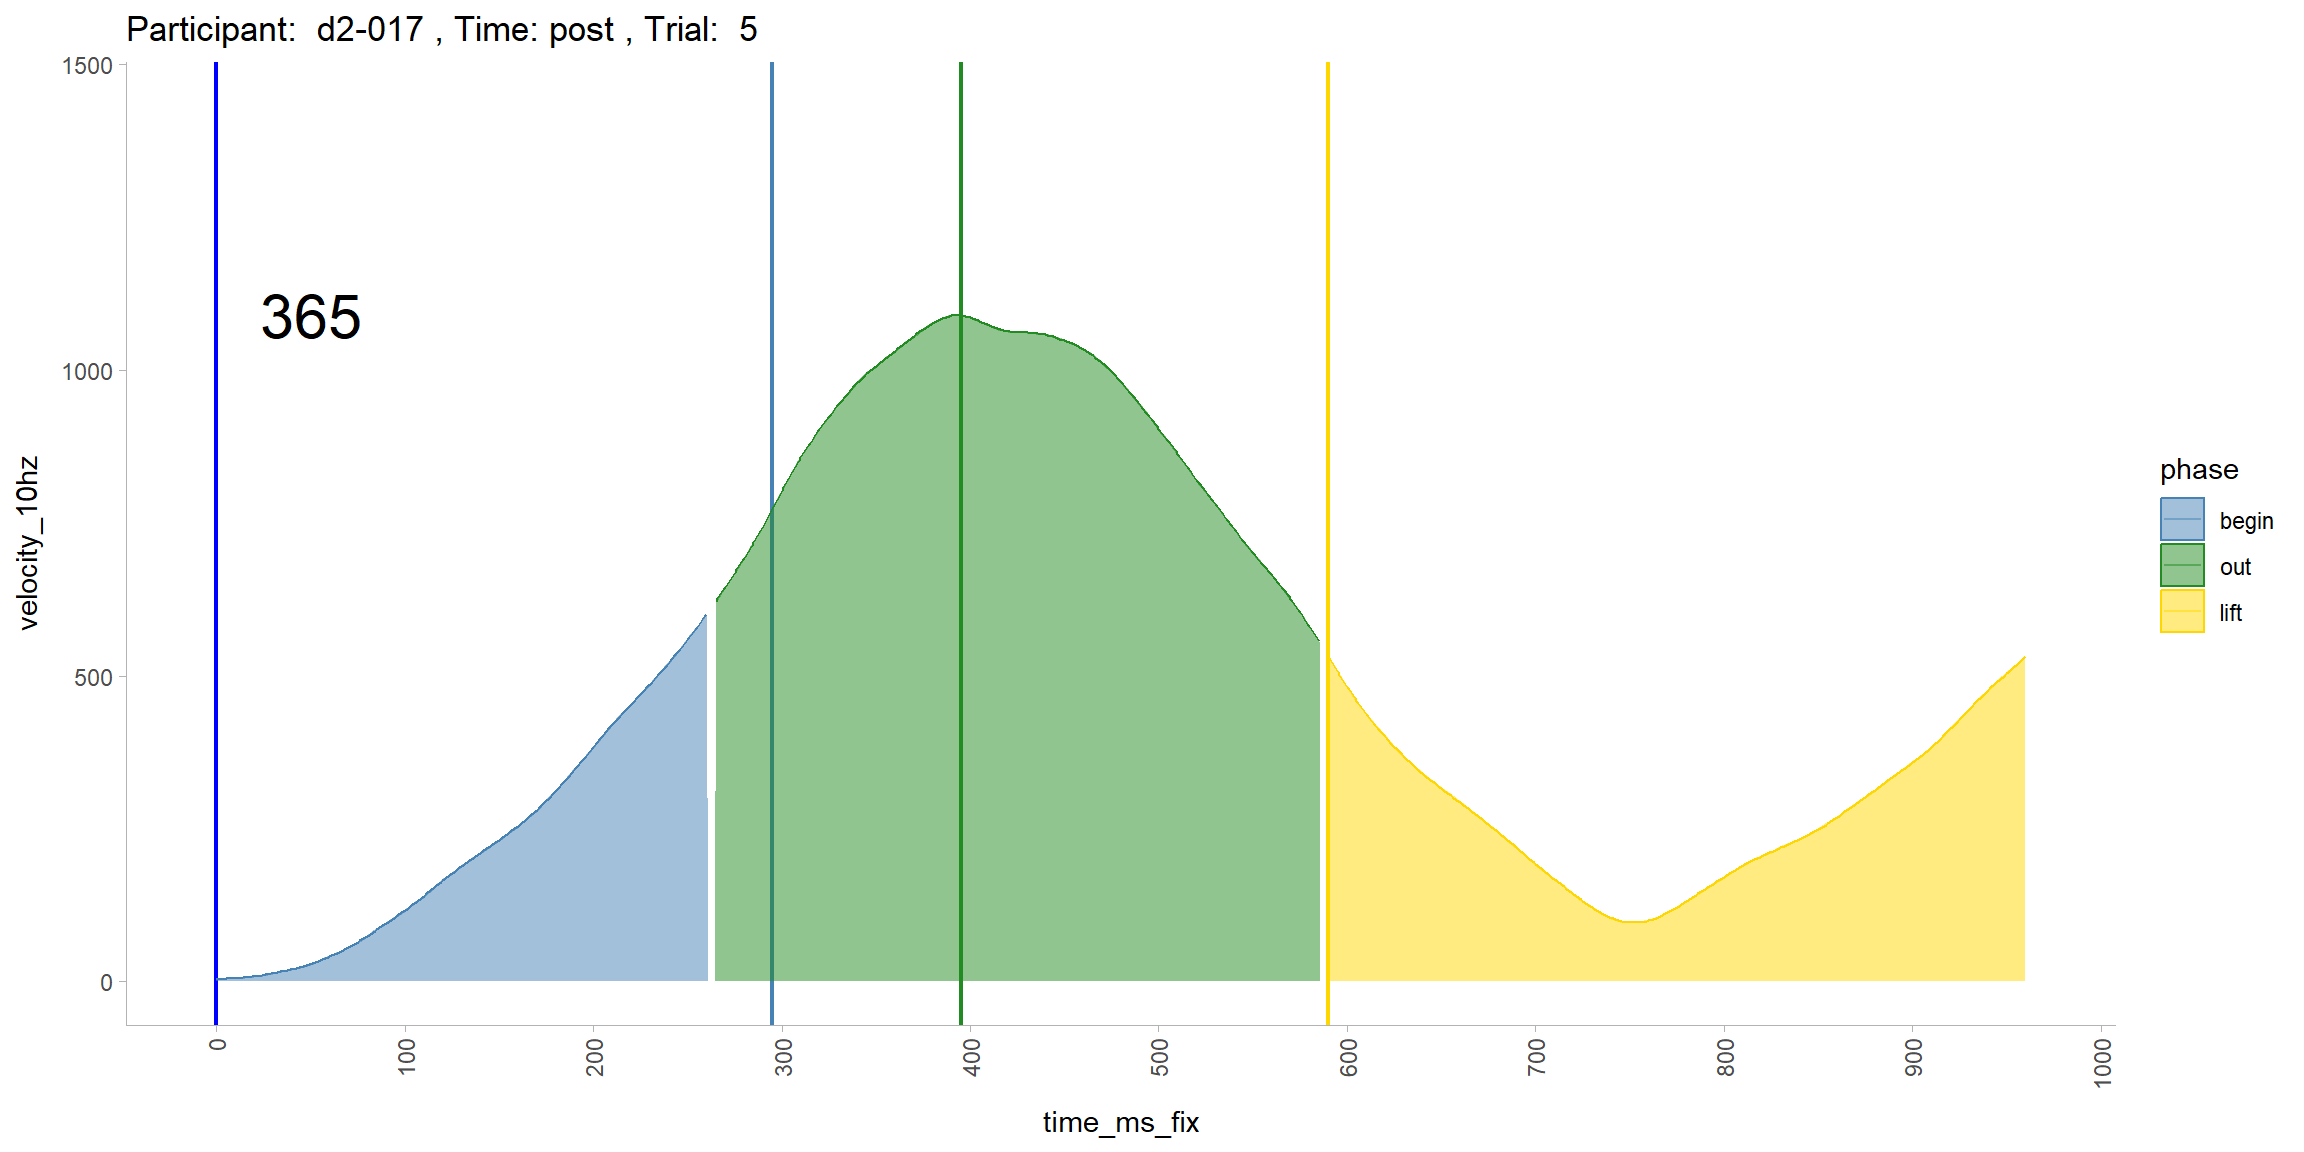 Participant:  d2-017 , Time: post , Trial:  5
1500
1000
500
0
velocity_10hz
365
0 100 200 300 400 500 600 700 800 900 1000
time_ms_fix
phase
begin
out
lift